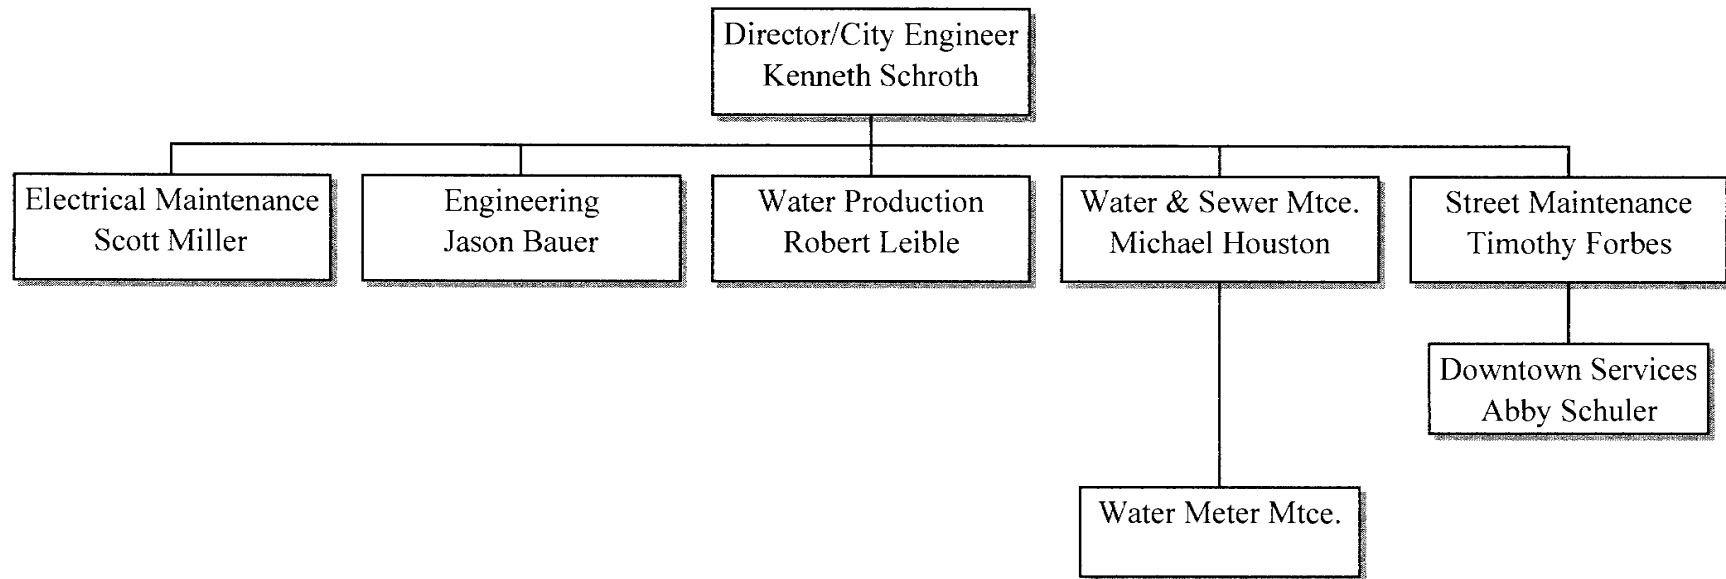 Director/City Engineer
Kenneth Schroth
Electrical Maintenance
Scott Miller
Engineering
Jason Bauer
Water Production
Robert Leible
Water & Sewer Mtce.
Michael Houston
Street Maintenance
Timothy Forbes
Downtown Services
Abby Schuler
Water Meter Mtce.